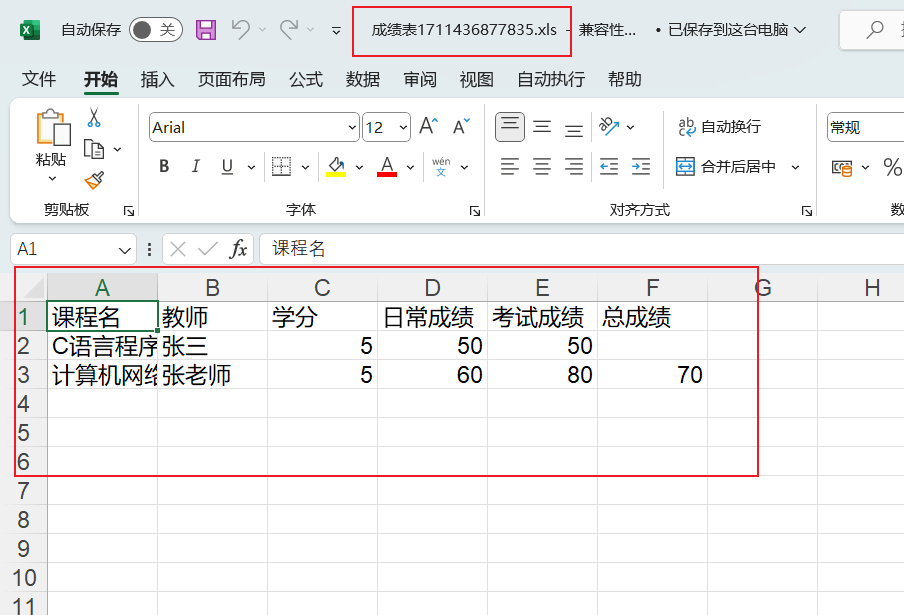 自动保存 关 成绩表1711436877835.xls - 兼容性... • 已保存到这台电脑
文件 开始 插入 页面布局 公式 数据 审阅 视图 自动执行 帮助
粘贴 Arial 12 A A ab 自动换行 常规
B I U A wén 文 合并后居中 %
剪贴板 字体 对齐方式
A1 fx 课程名
A B C D E F G H
1 课程名 教师 学分 日常成绩 考试成绩 总成绩
2 C语言程序 张三 5 50 50
3 计算机网络 张老师 5 60 80 70
4
5
6
7
8
9
10
11